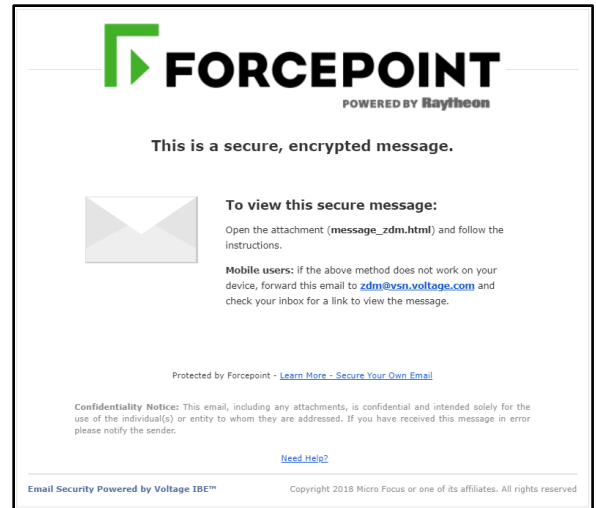 FORCEPOINT
POWERED BY Raytheon
This is a secure, encrypted message.
To view this secure message:
Open the attachment (message_zdm.html) and follow the
instructions.
Mobile users: if the above method does not work on your
device, forward this email to zdm@vsn.voltage.com and
check your inbox for a link to view the message.
Protected by Forcepoint - Learn More - Secure Your Own Email
Confidentiality Notice: This email, including any attachments, is confidential and intended solely for the
use of the individual(s) or entity to whom they are addressed. If you have received this message in error
please notify the sender.
Need Help?
Email Security Powered by Voltage IBE™ Copyright 2018 Micro Focus or one of its affiliates. All rights reserved